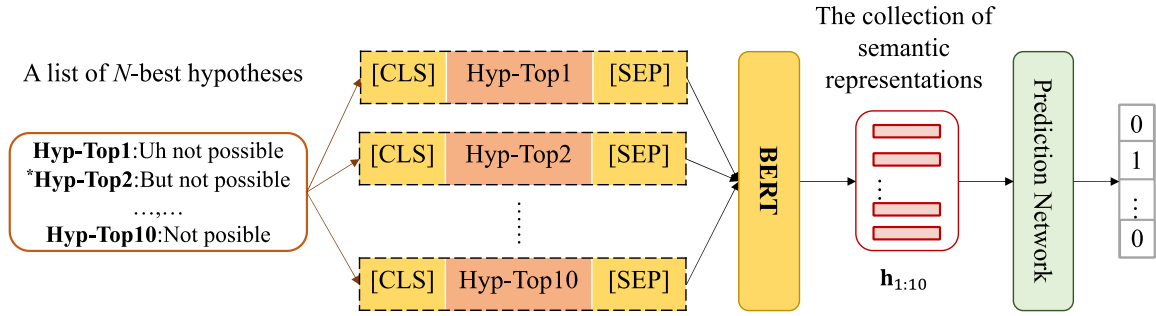 A list of N-best hypotheses
Hyp-Top1:Uh not possible
*Hyp-Top2:But not possible
…,…
Hyp-Top10:Not posible
[CLS] Hyp-Top1 [SEP]
[CLS] Hyp-Top2 [SEP]
......
[CLS] Hyp-Top10 [SEP]
BERT
The collection of
semantic
representations
...
h1:10
Prediction Network
0
1
⋮
0